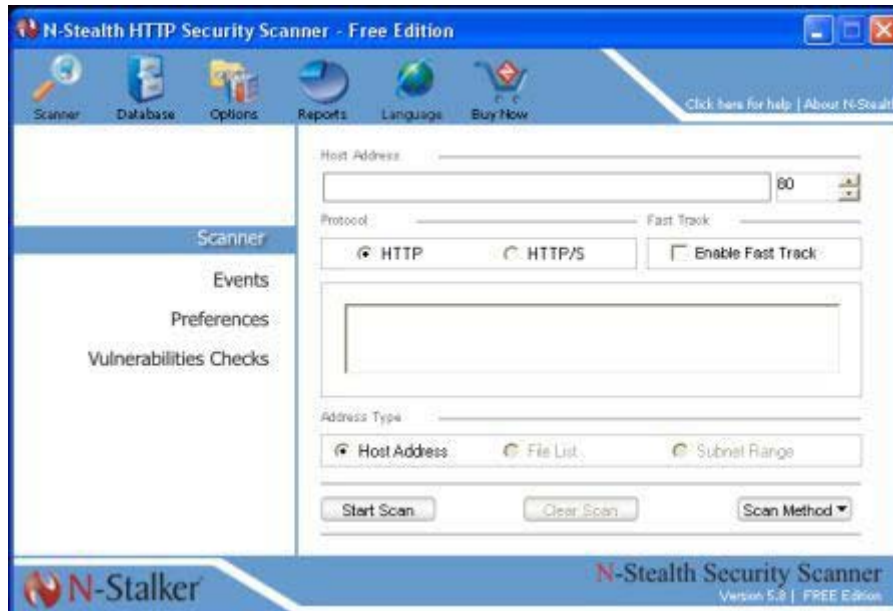 N-Stealth HTTP Security Scanner - Free Edition
Scanner Database Options Reports Language Buy Now
Click here for help | About N-Stealth
Host Address
80
Scanner
Protocol Fast Track
HTTP HTTP/S Enable Fast Track
Events
Preferences
Vulnerabilities Checks
Address Type
Host Address File List Subnet Range
Start Scan Clear Scan Scan Method
N-Stalker
N-Stealth Security Scanner
Version 5.8 | FREE Edition